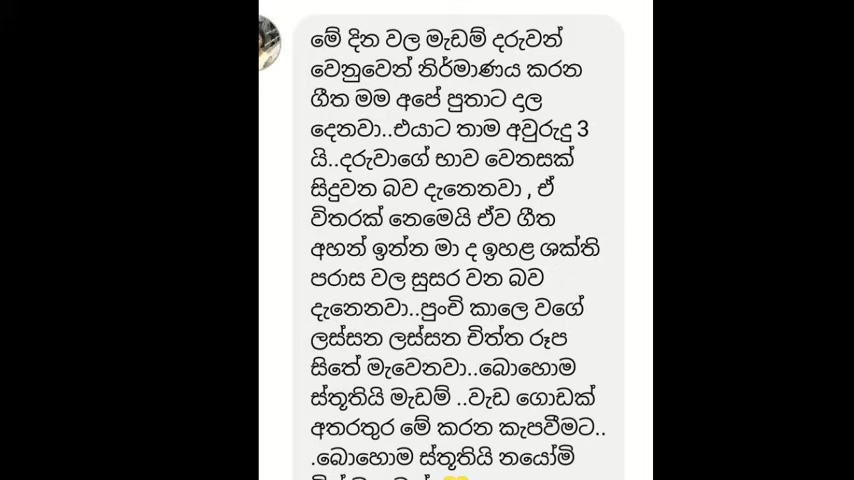 මේ දින වල මැඩම් දරුවන්
වෙනුවෙන් නිර්මාණය කරන
ගීත මම අපේ පුතාට දාල
දෙනවා..එයාට තාම අවුරුදු 3
යි..දරුවාගේ භාව වෙනසක්
සිදුවන බව දැනෙනවා , ඒ
විතරක් නෙමෙයි ඒව ගීත
අහන් ඉන්න මා ද ඉහළ ශක්ති
පරාස වල සුසර වන බව
දැනෙනවා..පුංචි කාලෙ වගේ
ලස්සන ලස්සන චිත්ත රූප
සිතේ මැවෙනවා..බොහොම
ස්තූතියි මැඩම් ..වැඩ ගොඩක්
අතරතුර මේ කරන කැපවීමට..
.බොහොම ස්තූතියි නයෝමි